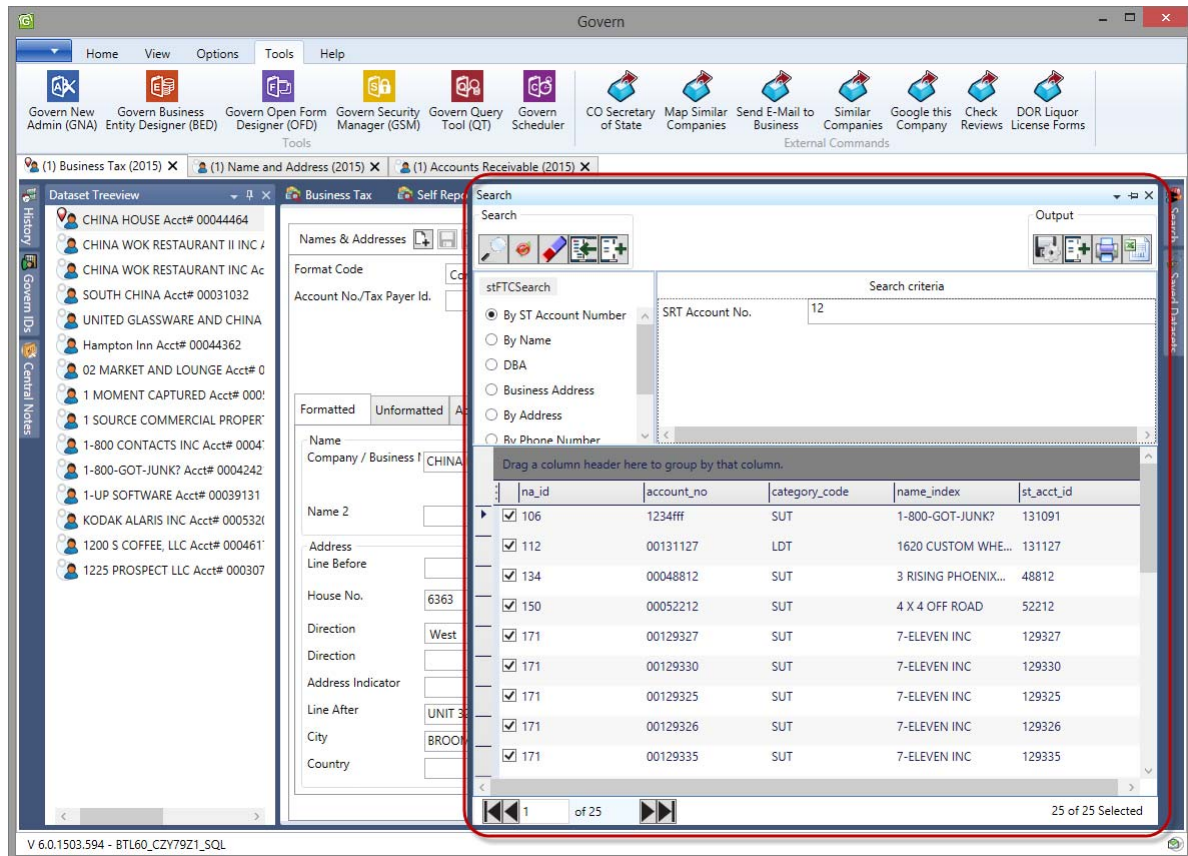 Govern
Home View Options Tools Help
Govern New Admin (GNA)
Govern Business Entity Designer (BED)
Govern Open Form Designer (OFD)
Govern Security Manager (GSM)
Govern Query Tool (QT)
Govern Scheduler
CO Secretary of State
Map Similar Companies
Send E-Mail to Business
Similar Companies
Google this Company
Check Reviews
DOR Liquor License Forms
Tools
External Commands
(1) Business Tax (2015)
(1) Name and Address (2015)
(1) Accounts Receivable (2015)
History
Govern IDs
Central Notes
Dataset Treeview
CHINA HOUSE Acct# 00044464
CHINA WOK RESTAURANT II INC
CHINA WOK RESTAURANT INC Ac
SOUTH CHINA Acct# 00031032
UNITED GLASSWARE AND CHINA
Hampton Inn Acct# 00044362
02 MARKET AND LOUNGE Acct# 0
1 MOMENT CAPTURED Acct# 000
1 SOURCE COMMERCIAL PROPER
1-800 CONTACTS INC Acct# 0004
1-800-GOT-JUNK? Acct# 0004242
1-UP SOFTWARE Acct# 00039131
KODAK ALARIS INC Acct# 000532
1200 S COFFEE, LLC Acct# 000461
1225 PROSPECT LLC Acct# 000307
Business Tax
Self Repo
Names & Addresses
Format Code
Co
Account No./Tax Payer Id.
Formatted
Unformatted
Name
Company / Business
CHINA
Name 2
Address
Line Before
House No.
6363
Direction
West
Direction
Address Indicator
Line After
UNIT 32
City
BROOM
Country
Search
Search
Output
stFTCSearch
By ST Account Number
By Name
DBA
Business Address
By Address
By Phone Number
Search criteria
SRT Account No. 12
Drag a column header here to group by that column.
na_id account_no category_code name_index st_acct_id
106 1234fff SUT 1-800-GOT-JUNK? 131091
112 00131127 LDT 1620 CUSTOM WHE... 131127
134 00048812 SUT 3 RISING PHOENIX... 48812
150 00052212 SUT 4 X 4 OFF ROAD 52212
171 00129327 SUT 7-ELEVEN INC 129327
171 00129330 SUT 7-ELEVEN INC 129330
171 00129325 SUT 7-ELEVEN INC 129325
171 00129326 SUT 7-ELEVEN INC 129326
171 00129335 SUT 7-ELEVEN INC 129335
1 of 25
25 of 25 Selected
Search
Saved Datasets
V 6.0.1503.594 - BTL60_CZY79Z1_SQL